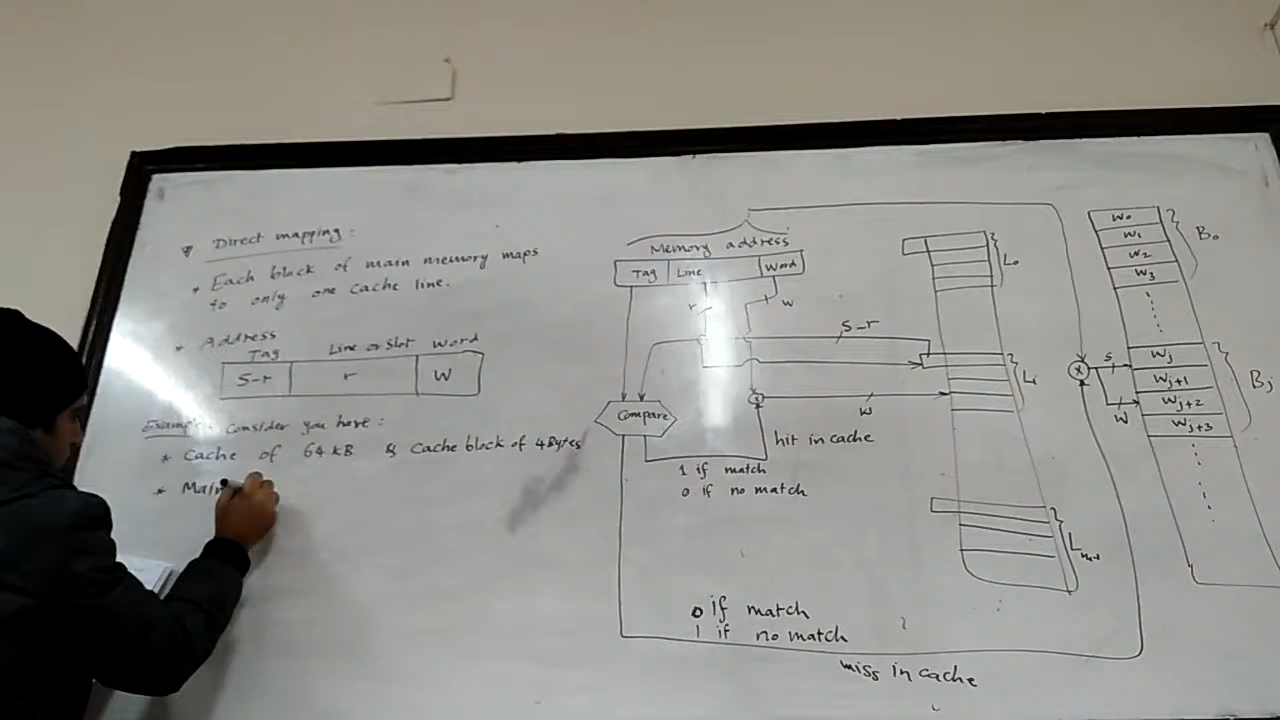 Direct mapping:
* Each block of main memory maps
to only one cache line.
* Address
Tag Line or Slot Word
s-r r W
Example: Consider you have:
* Cache of 64 kB & Cache block of 4 Bytes
* Main
Memory address
Tag Line Word
r w
s-r
Compare
w
hit in cache
1 if match
0 if no match
0 if match
1 if no match
miss in cache
L0
Li
Lm-1
x
s
W
W0
W1
W2
W3
B0
Wj
Wj+1
Wj+2
Wj+3
Bj